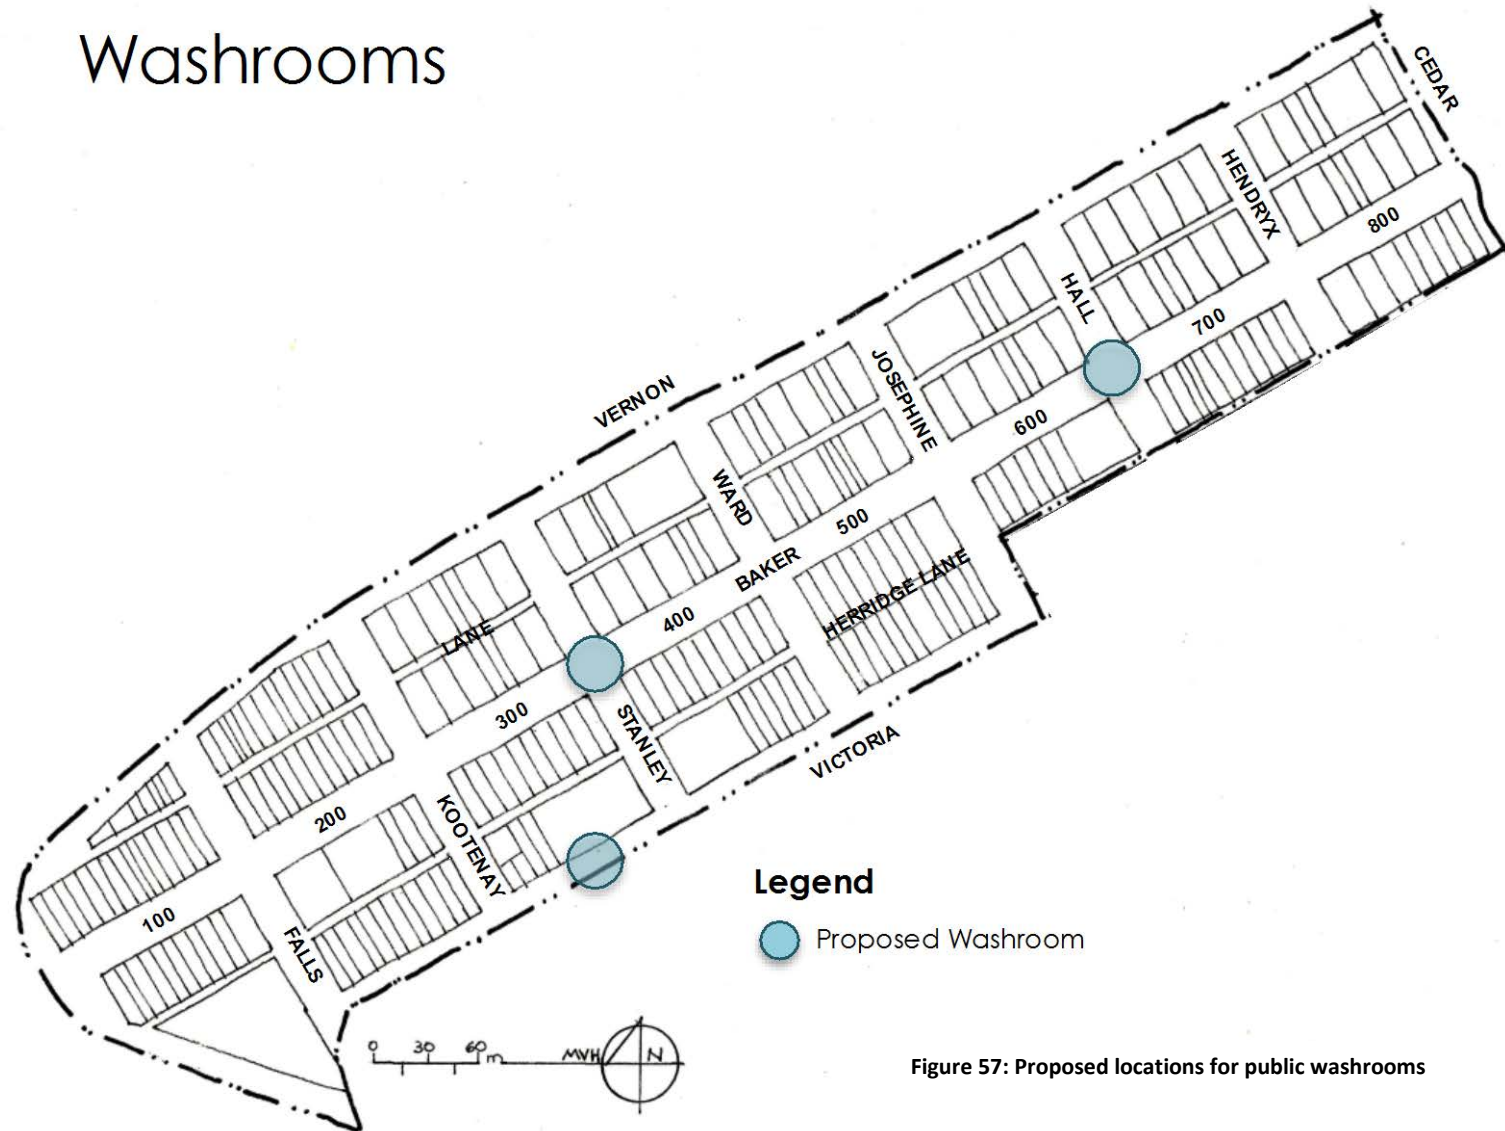 Washrooms
CEDAR
HENDRYX
800
HALL
700
JOSEPHINE
600
VERNON
WARD
500
BAKER
HERRIDGE LANE
400
LANE
300
STANLEY
VICTORIA
200
KOOTENAY
100
FALLS
Legend
Proposed Washroom
0 30 60 m
MVH N
Figure 57: Proposed locations for public washrooms